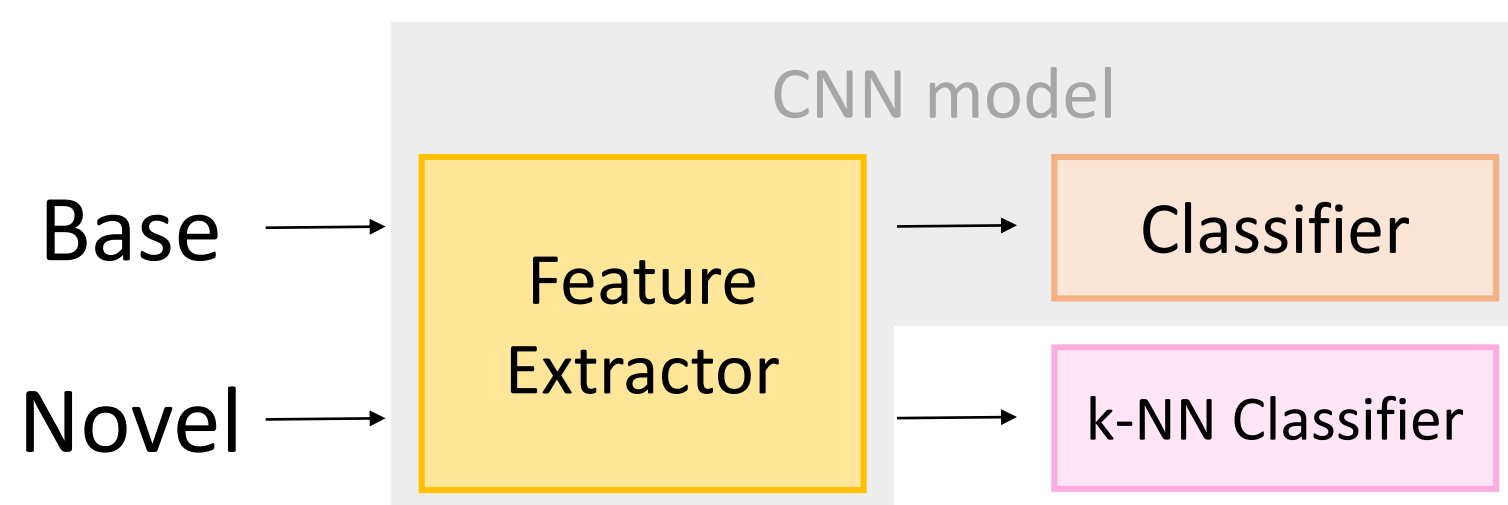 CNN model
Base
Feature
Extractor
Classifier
Novel
k-NN Classifier